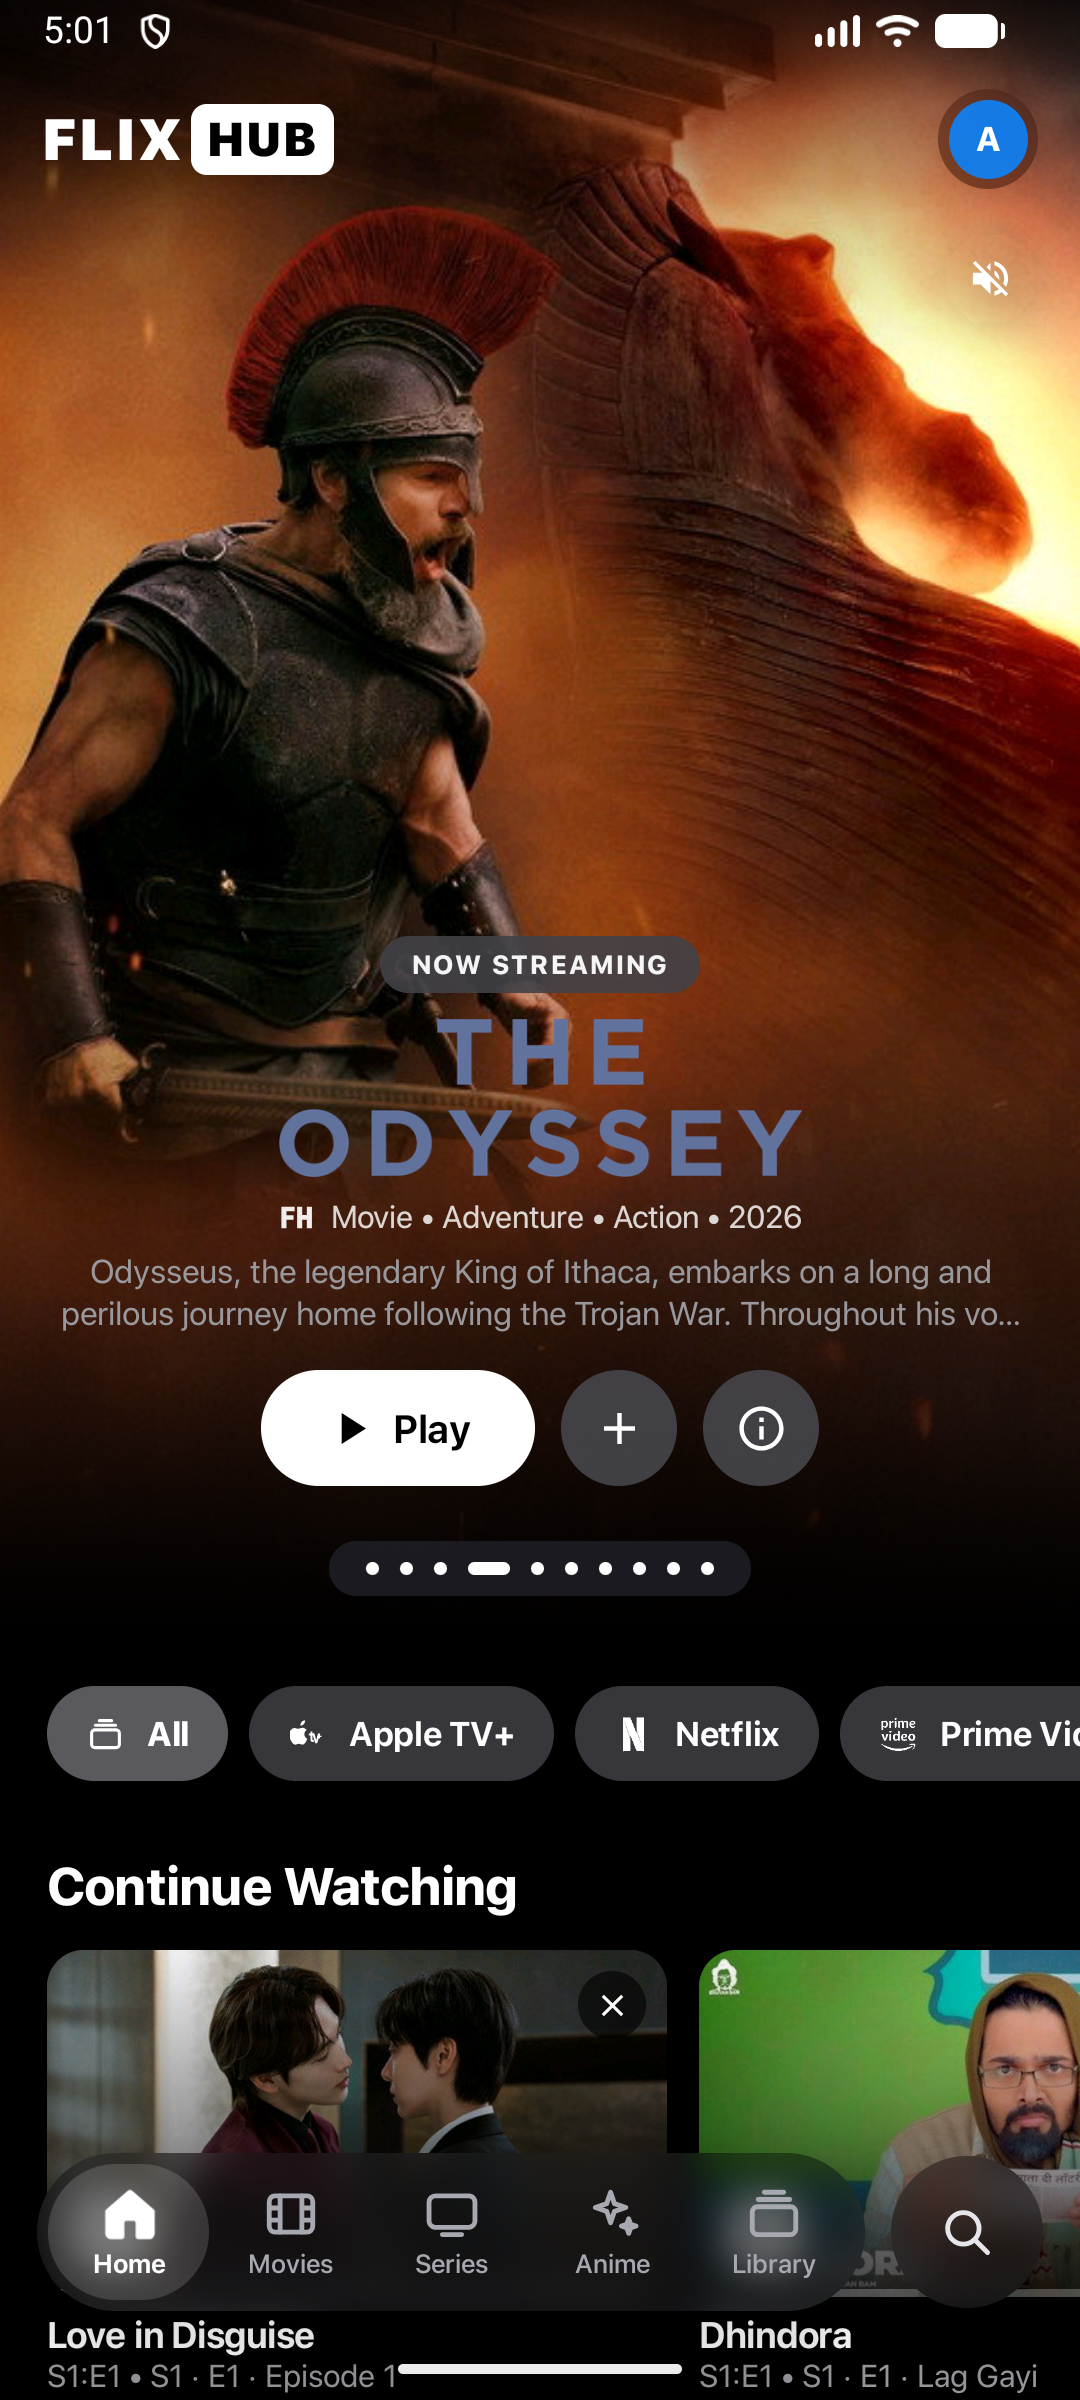 5:01
FLIX HUB
A
NOW STREAMING
THE
ODYSSEY
FH Movie • Adventure • Action • 2026
Odysseus, the legendary King of Ithaca, embarks on a long and
perilous journey home following the Trojan War. Throughout his vo...
Play
All
Apple TV+
Netflix
prime video Prime Vid
Continue Watching
Home
Movies
Series
Anime
Library
Love in Disguise
S1:E1 • S1 · E1 · Episode 1
Dhindora
S1:E1 • S1 · E1 · Lag Gayi